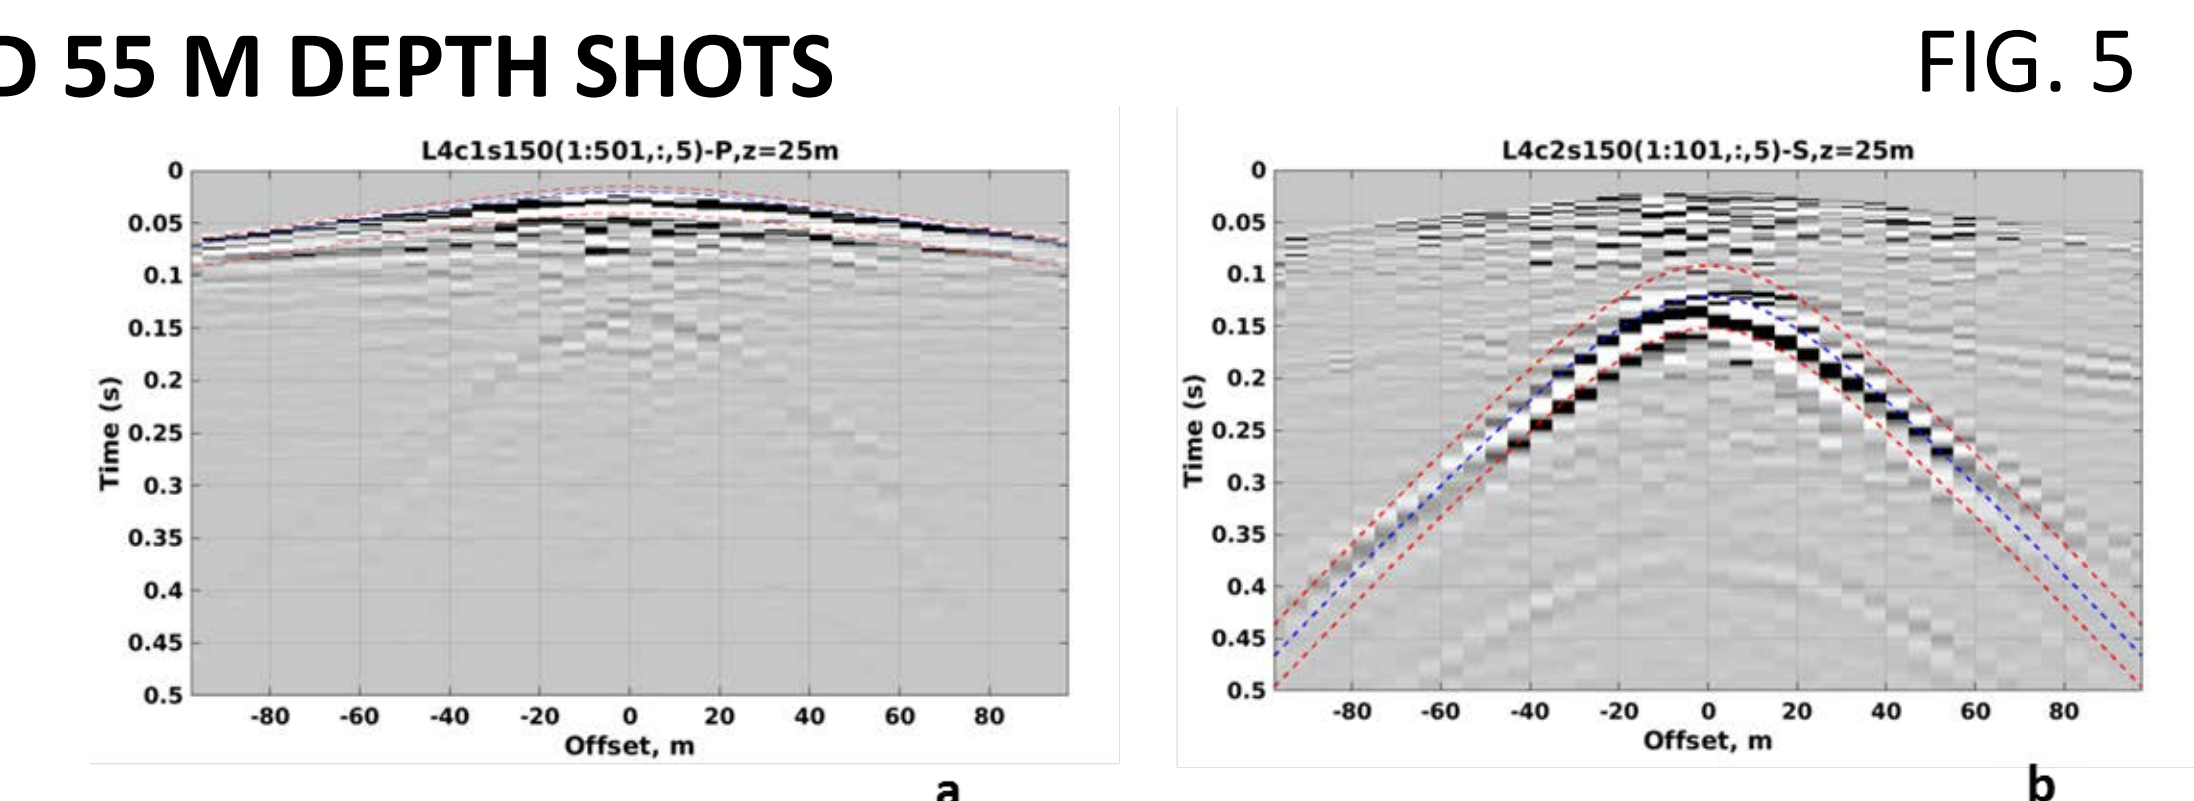 D 55 M DEPTH SHOTS
FIG. 5
L4c1s150(1:501,:,5)-P,z=25m
0
0.05
0.1
0.15
0.2
0.25
0.3
0.35
0.4
0.45
0.5
Time (s)
-80 -60 -40 -20 0 20 40 60 80
Offset, m
a
L4c2s150(1:101,:,5)-S,z=25m
0
0.05
0.1
0.15
0.2
0.25
0.3
0.35
0.4
0.45
0.5
Time (s)
-80 -60 -40 -20 0 20 40 60 80
Offset, m
b